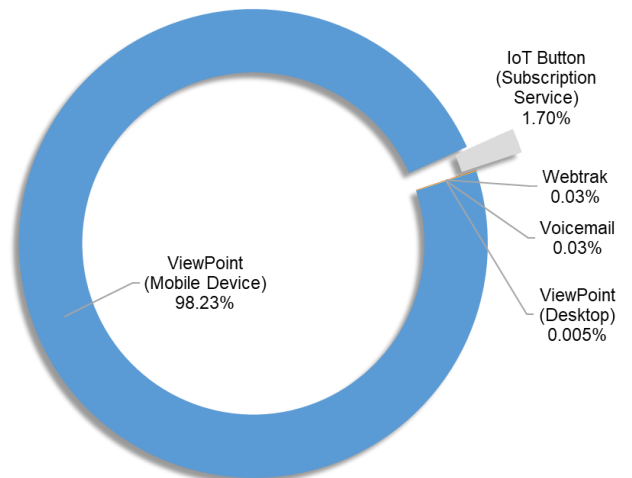 IoT Button
(Subscription
Service)
1.70%
Webtrak
0.03%
Voicemail
0.03%
ViewPoint
(Desktop)
0.005%
ViewPoint
(Mobile Device)
98.23%